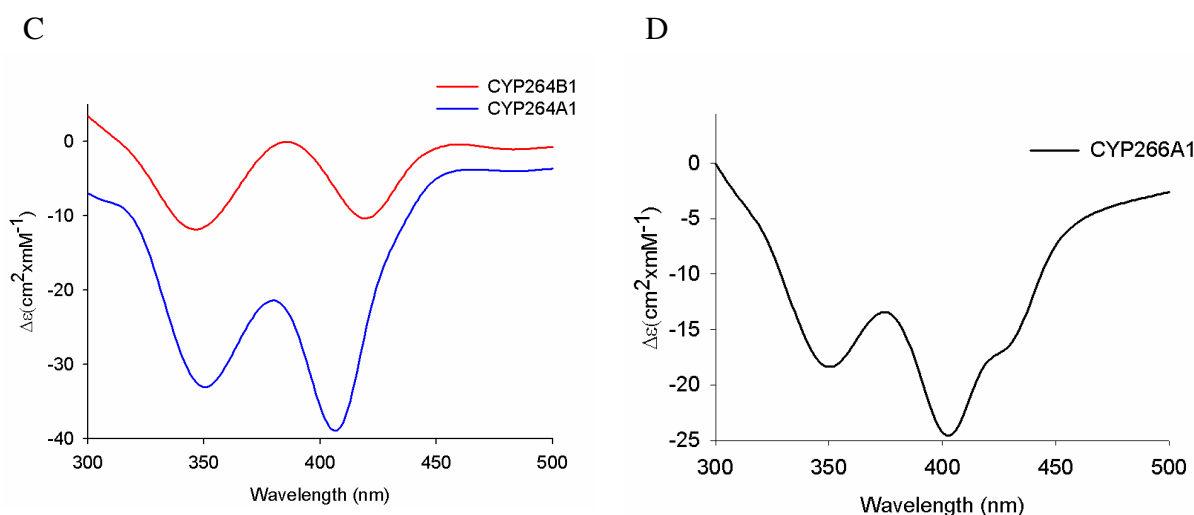 C
CYP264B1
CYP264A1
0
-10
-20
-30
-40
Δε(cm²xmM⁻¹)
300 350 400 450 500
Wavelength (nm)
D
CYP266A1
0
-5
-10
-15
-20
-25
Δε(cm²xmM⁻¹)
300 350 400 450 500
Wavelength (nm)